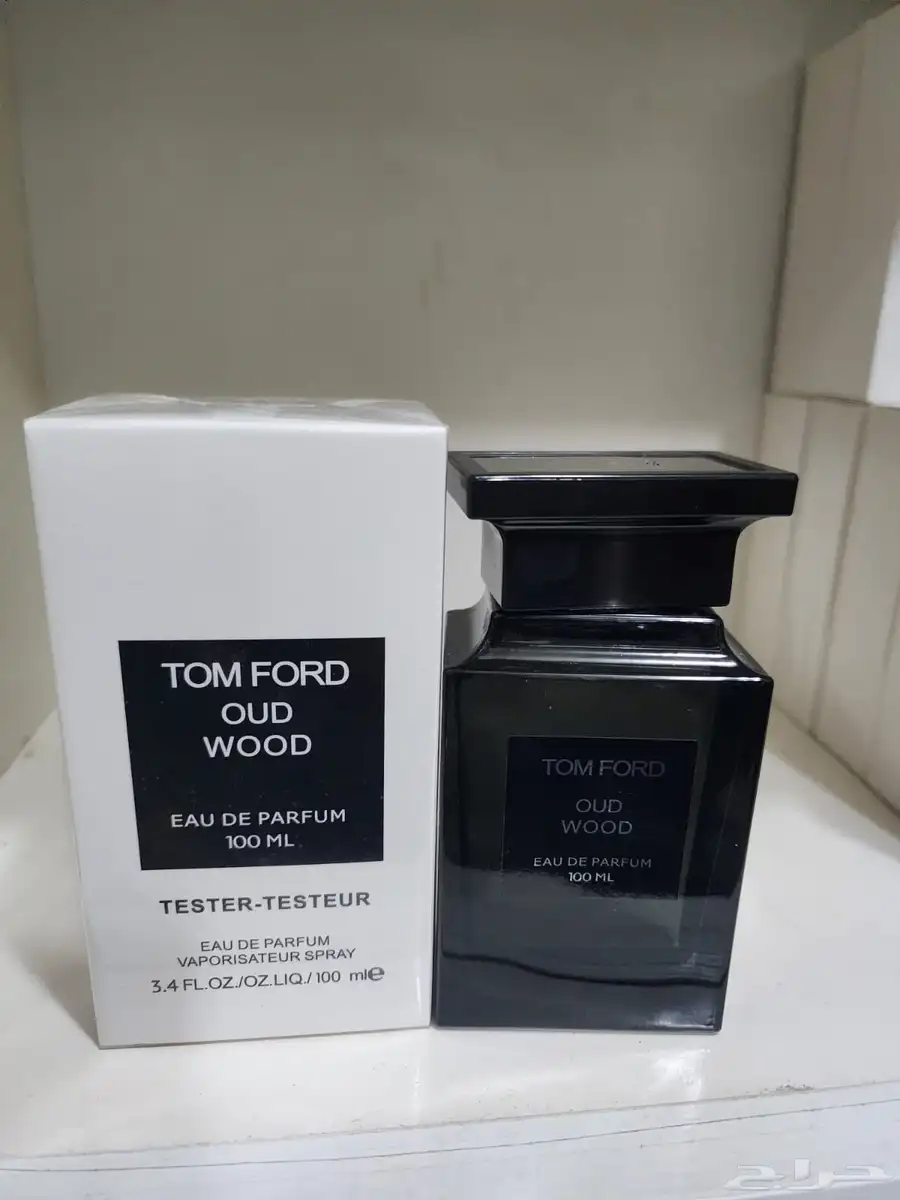 TOM FORD
OUD
WOOD
EAU DE PARFUM
100 ML
TESTER-TESTEUR
EAU DE PARFUM
VAPORISATEUR SPRAY
3.4 FL.OZ./OZ.LIQ./100 ml℮
TOM FORD
OUD
WOOD
EAU DE PARFUM
100 ML
حراج